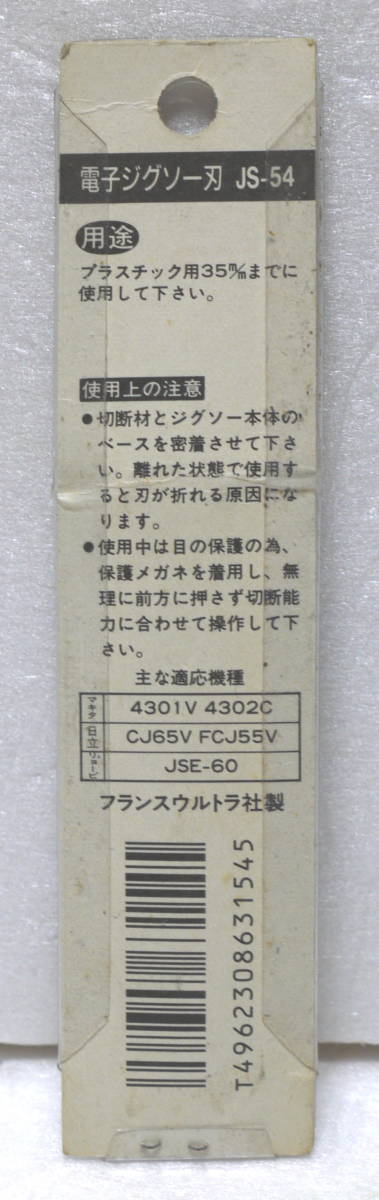 電子ジグソー刃 JS-54
用途
プラスチック用35m/mまでに
使用して下さい。
使用上の注意
●切断材とジグソー本体の
ベースを密着させて下さ
い。離れた状態で使用す
ると刃が折れる原因にな
ります。
●使用中は目の保護の為、
保護メガネを着用し、無
理に前方に押さず切断能
力に合わせて操作して下
さい。
主な適応機種
マキタ 4301V 4302C
日立 CJ65V FCJ55V
リョービ JSE-60
フランスウルトラ社製
T4962308631545